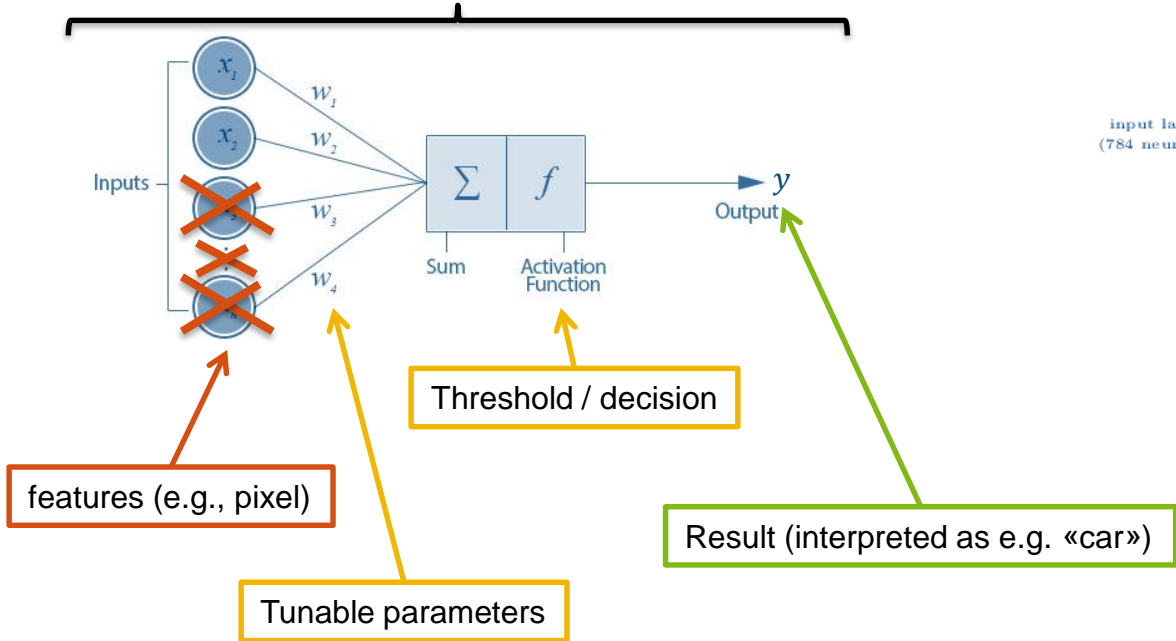 x1
w1
x2
w2
Inputs
w3
w4
∑
f
y
Output
Sum
Activation
Function
input la
(784 neur
Threshold / decision
features (e.g., pixel)
Result (interpreted as e.g. «car»)
Tunable parameters